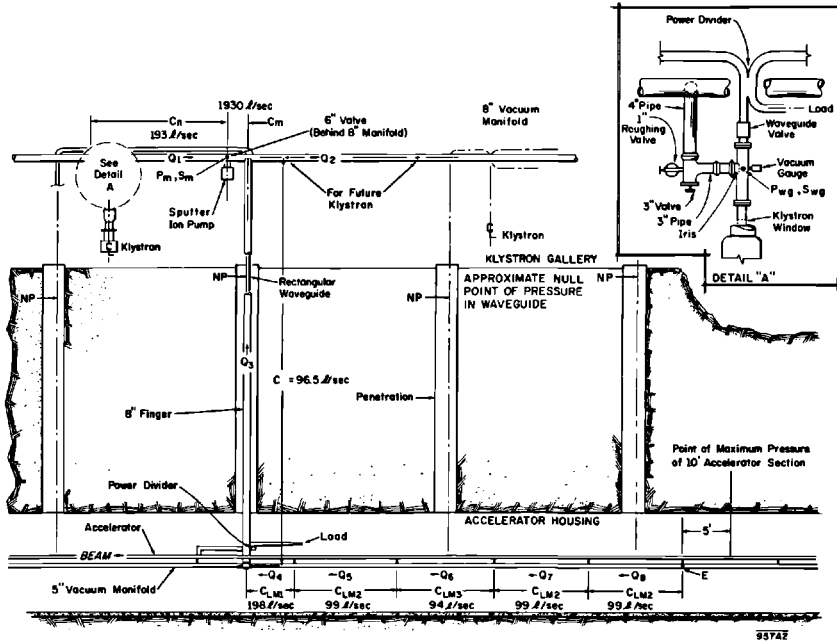 Power Divider
Load
4" Pipe
1"
Roughing
Valve
Waveguide
Valve
Vacuum
Gauge
Pwg, Swg
3" Valve
3" Pipe
Iris
Klystron
Window
DETAIL "A"
1930 ℓ/sec
Cn
193 ℓ/sec
Cm
6" Valve
(Behind 8" Manifold)
8" Vacuum
Manifold
Q1
Q2
See
Detail
A
Pm, Sm
Sputter
Ion Pump
For Future
Klystran
℄ Klystron
℄
Klystron
KLYSTRON GALLERY
NP
NP
Rectangular
Waveguide
APPROXIMATE NULL
POINT OF PRESSURE
IN WAVEGUIDE
NP
NP
Q3
C = 96.5 ℓ/sec
8" Finger
Penetration
Point of Maximum Pressure
of 10' Accelerator Section
Power Divider
ACCELERATOR HOUSING
Load
5'
Accelerator
BEAM
5" Vacuum Manifold
Q4
Q5
Q6
Q7
Q8
E
CLM1
CLM2
CLM3
CLM2
CLM2
198 ℓ/sec
99 ℓ/sec
94 ℓ/sec
99 ℓ/sec
99 ℓ/sec
957A2